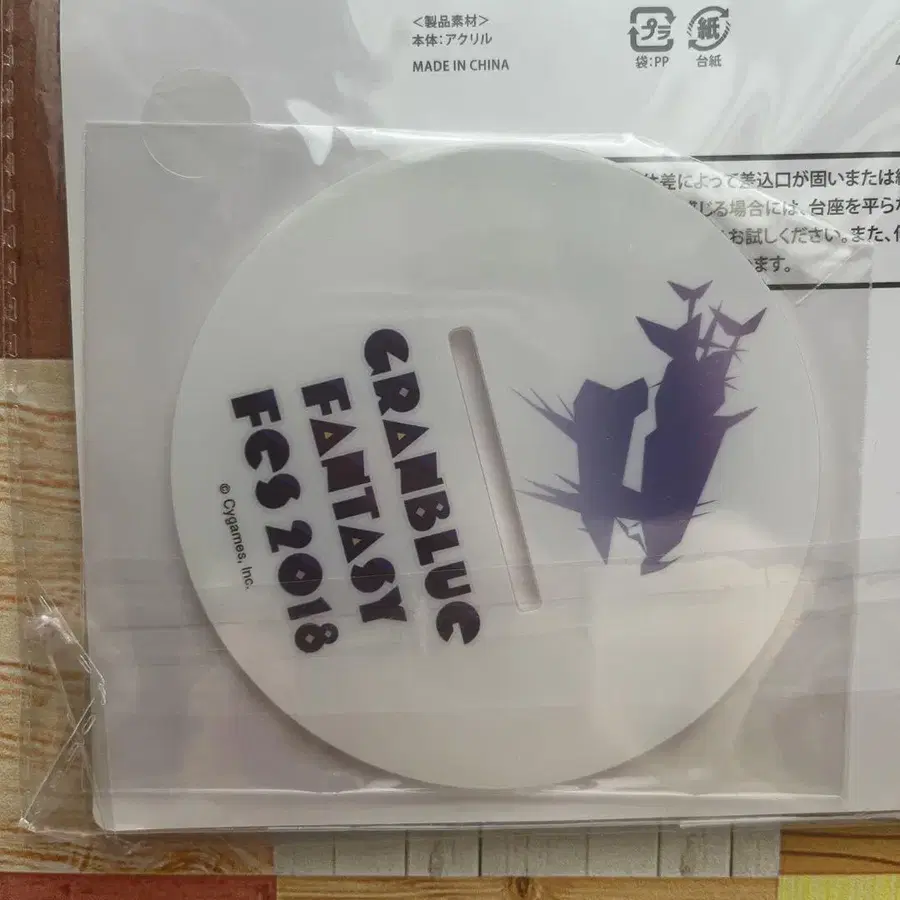 <製品素材>
本体:アクリル
MADE IN CHINA
プラ
袋:PP
紙
台紙
差によって差込口が固いまたは
じる場合には、台座を平らな
お試しください。また、
ます。
GRANBLUE
FANTASY
FES 2018
© Cygames, Inc.